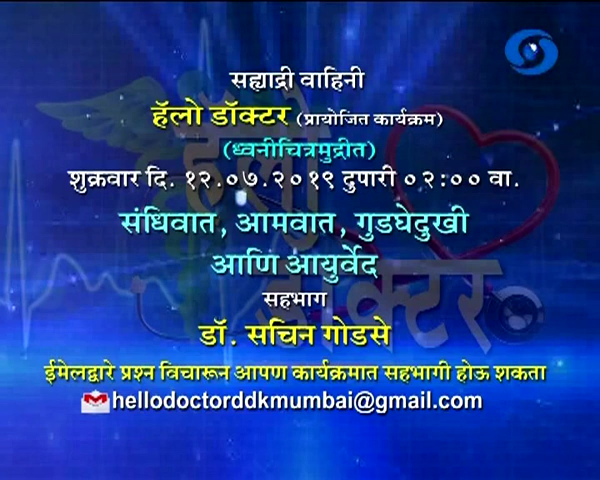 सह्याद्री वाहिनी
हॅलो डॉक्टर (प्रायोजित कार्यक्रम)
(ध्वनीचित्रमुद्रीत)
शुक्रवार दि. १२.०७.२०१९ दुपारी ०२:०० वा.
संधिवात, आमवात, गुडघेदुखी
आणि आयुर्वेद
सहभाग
डॉ. सचिन गोडसे
ईमेलद्वारे प्रश्न विचारून आपण कार्यक्रमात सहभागी होऊ शकता
hellodoctorddkmumbai@gmail.com
हॅलो
डॉक्टर